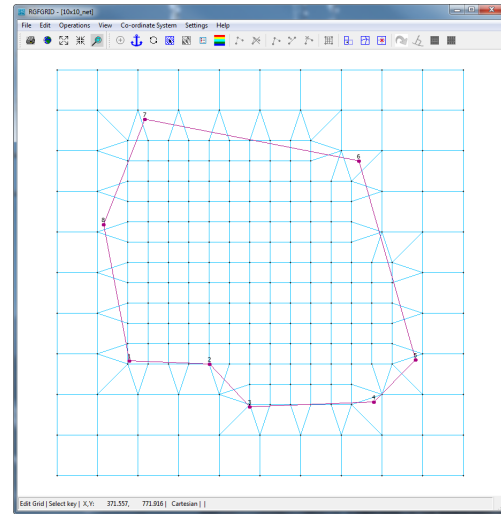 RGFGRID - [10x10_net]
File Edit Operations View Co-ordinate System Settings Help
7
6
8
1
2
5
3
4
Edit Grid | Select key | X,Y: 371.557, 771.916 | Cartesian | |